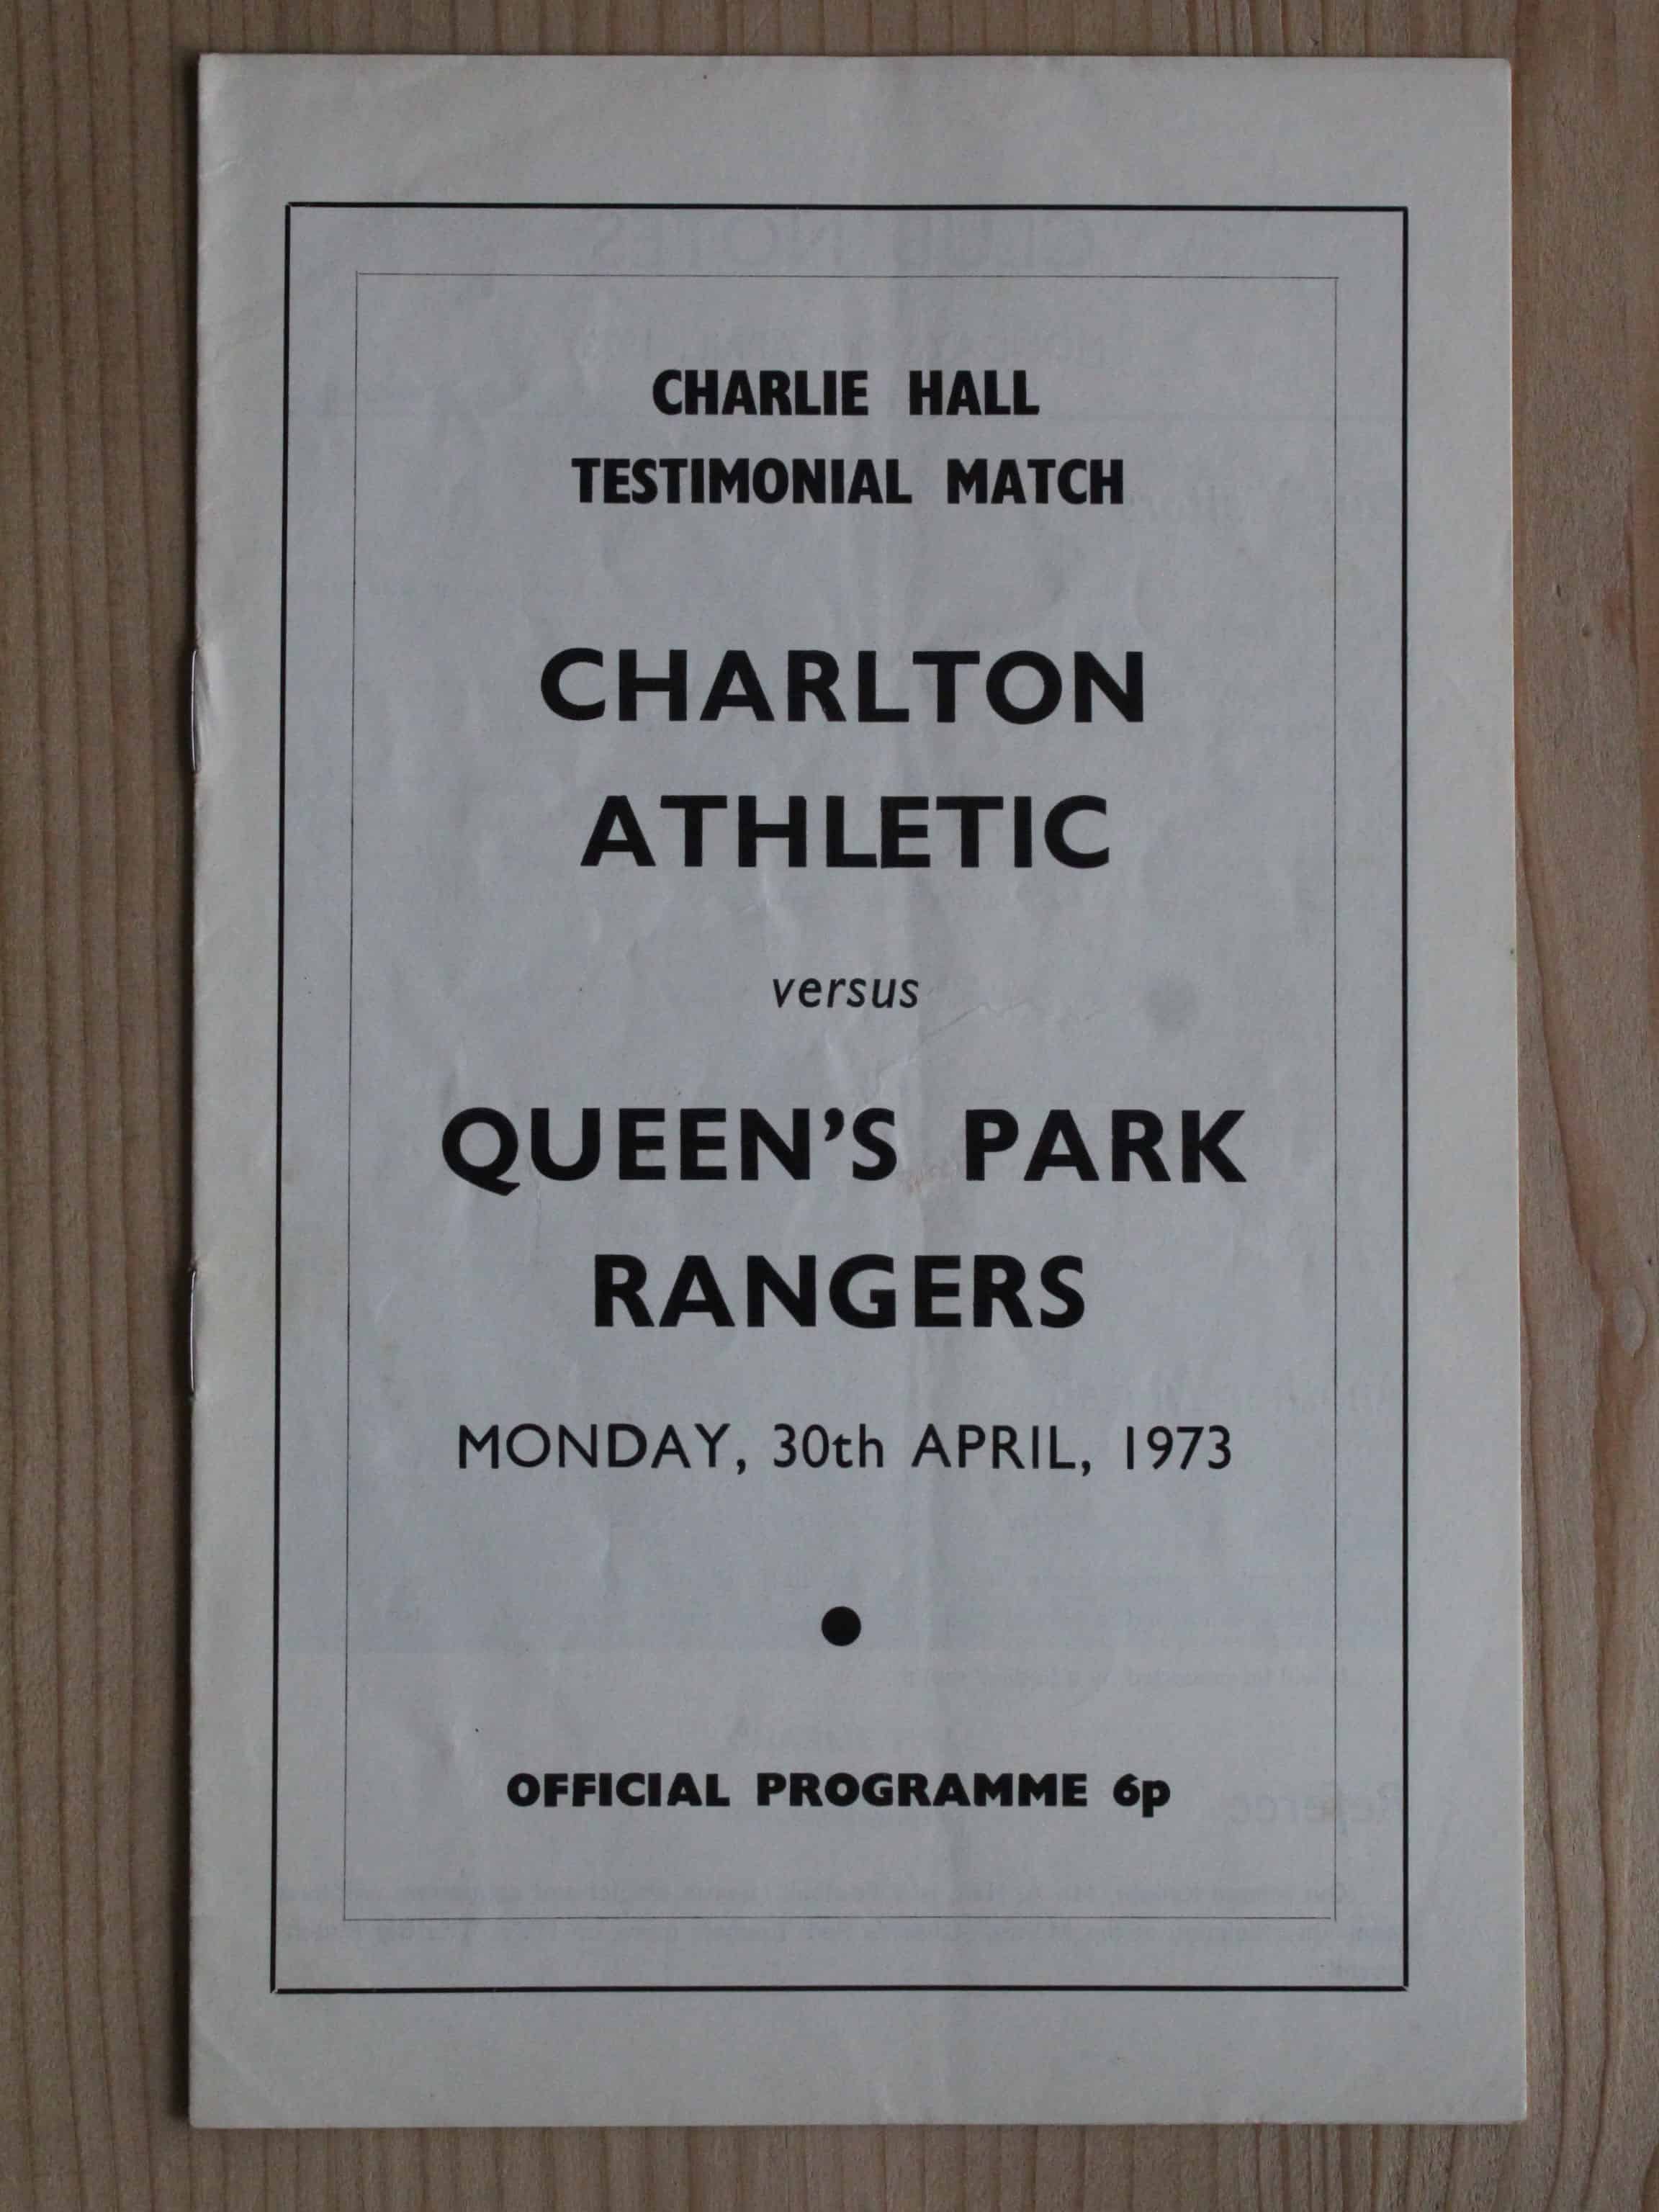 CHARLIE HALL
TESTIMONIAL MATCH
CHARLTON
ATHLETIC
versus
QUEEN'S PARK
RANGERS
MONDAY, 30th APRIL, 1973
OFFICIAL PROGRAMME 6p